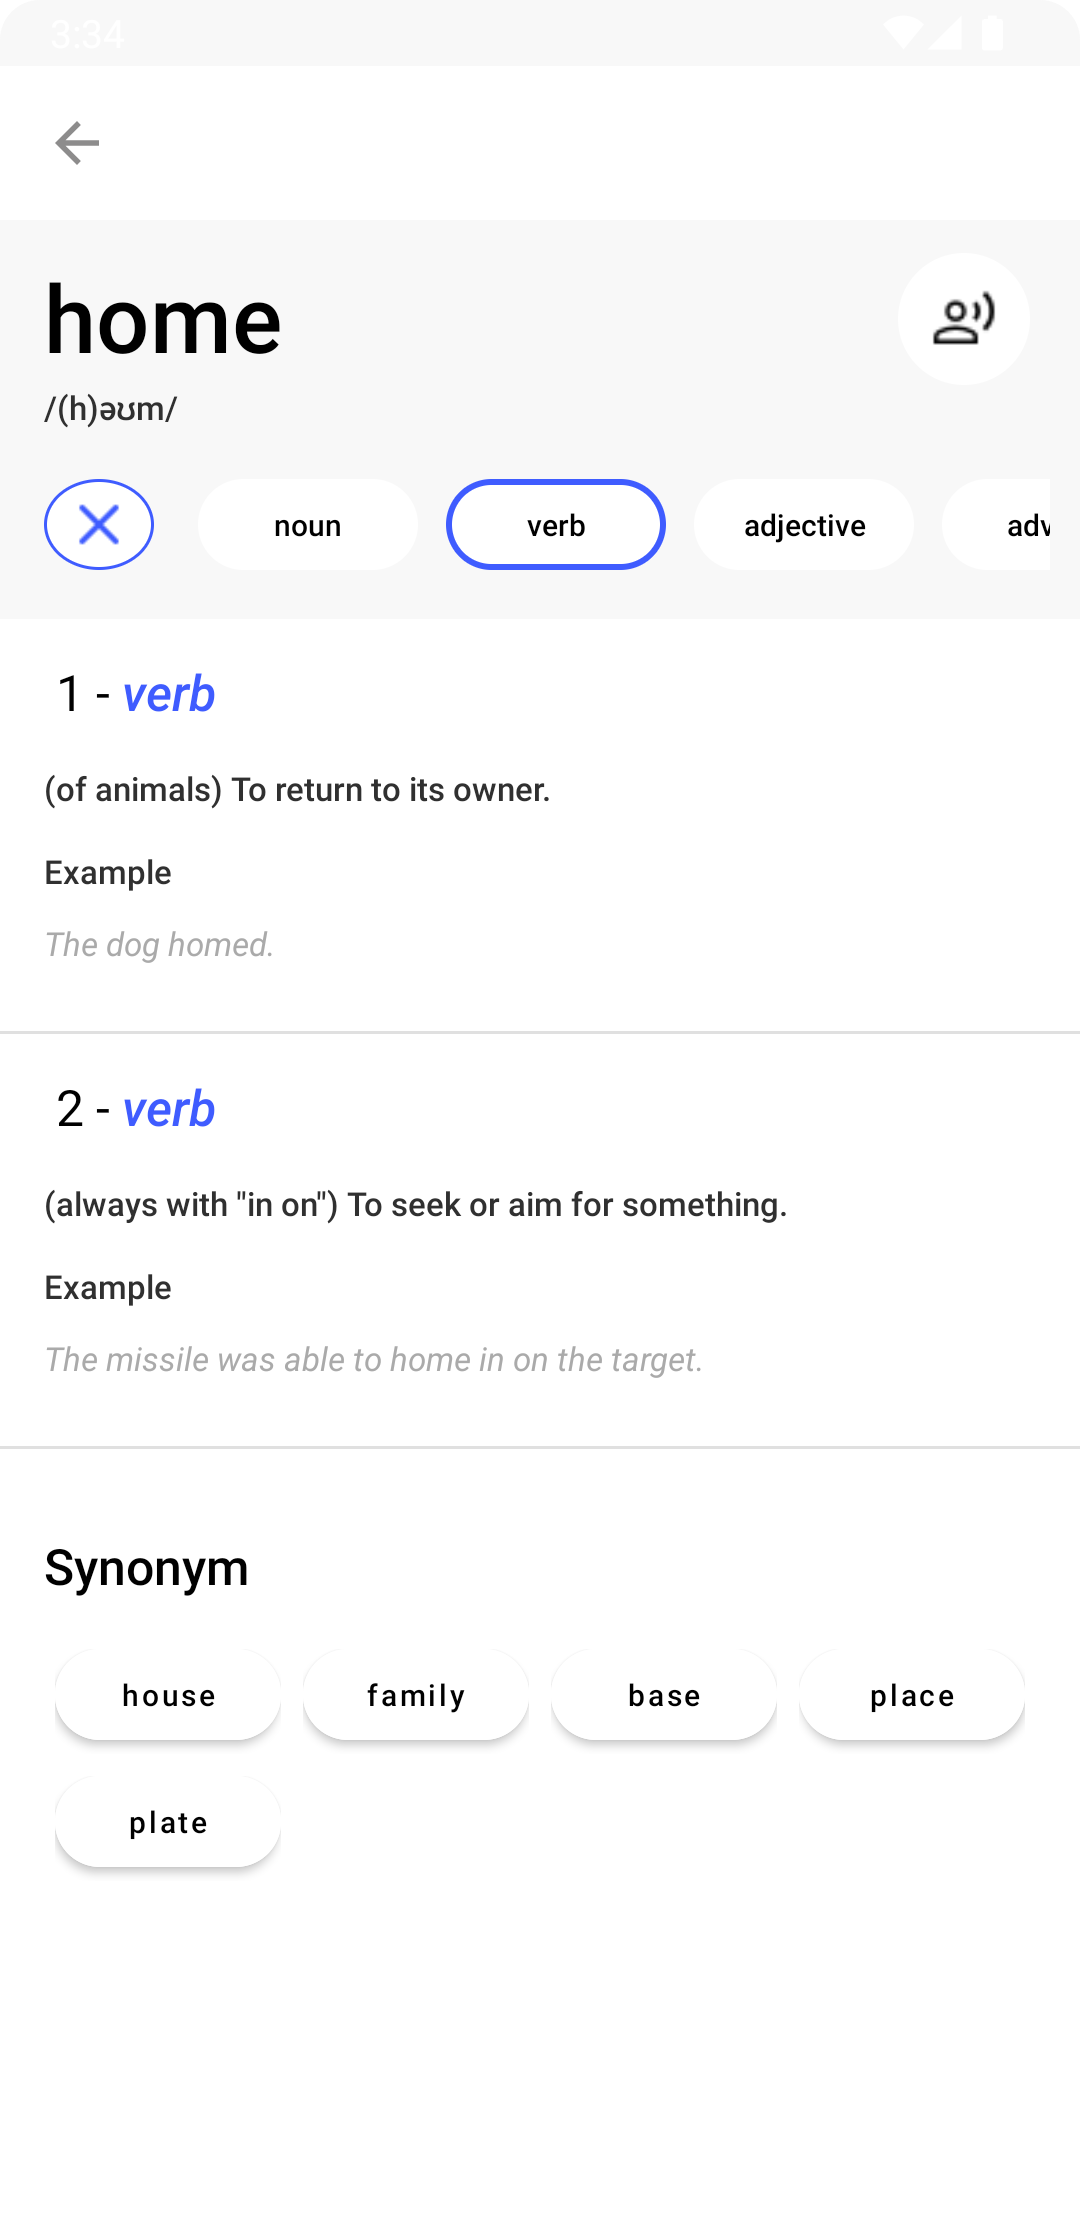 3:34
home
/(h)əʊm/
noun verb adjective adv
1 - verb
(of animals) To return to its owner.
Example
The dog homed.
2 - verb
(always with "in on") To seek or aim for something.
Example
The missile was able to home in on the target.
Synonym
house family base place
plate